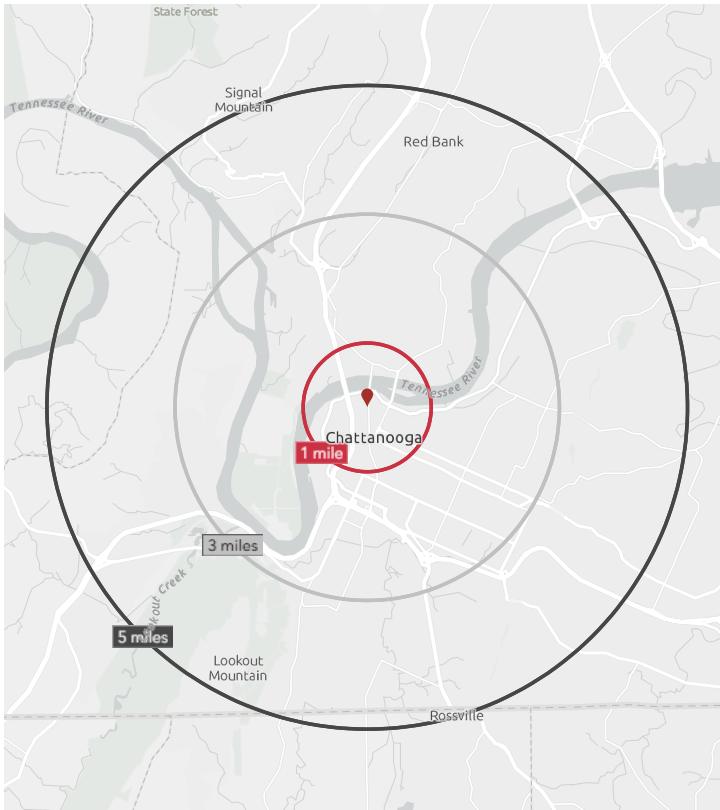 State Forest
Signal
Mountain
Tennessee River
Red Bank
Tennessee River
Chattanooga
1 mile
3 miles
Creek
5 miles
Lookout
Mountain
Rossville